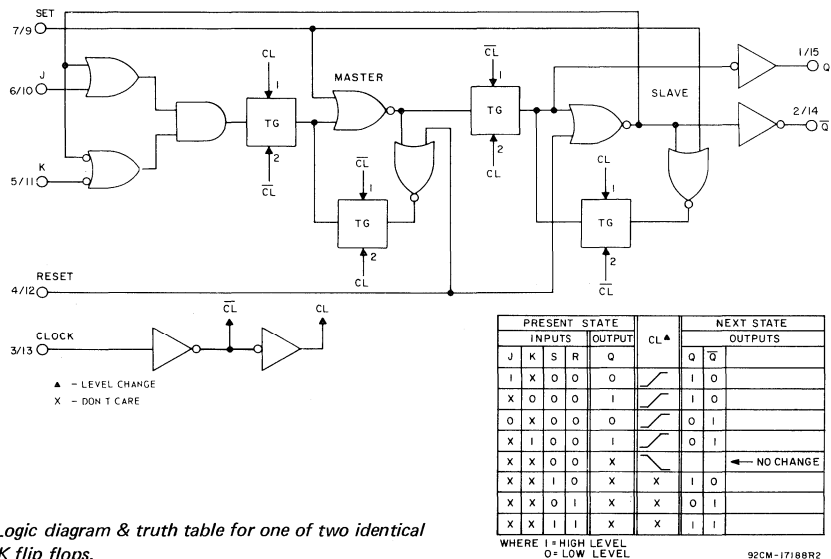 SET
7/9
J
6/10
K
5/11
CL
1
TG
2
C̅L̅
MASTER
C̅L̅
1
TG
2
CL
C̅L̅
1
TG
2
CL
SLAVE
CL
1
TG
2
C̅L̅
1/15
Q
2/14
Q̅
RESET
4/12
CLOCK
3/13
C̅L̅
CL
▲ - LEVEL CHANGE
X - DON T CARE
PRESENT STATE CL▲ NEXT STATE
INPUTS OUTPUT OUTPUTS
J K S R Q Q Q̅
1 X 0 0 0 1 0
X 0 0 0 1 1 0
0 X 0 0 0 0 1
X 1 0 0 1 0 1
X X 0 0 X ← NO CHANGE
X X 1 0 X X 1 0
X X 0 1 X X 0 1
X X 1 1 X X 1 1
WHERE 1 = HIGH LEVEL
0 = LOW LEVEL
92CM-17188R2
Logic diagram & truth table for one of two identical
K flip flops.